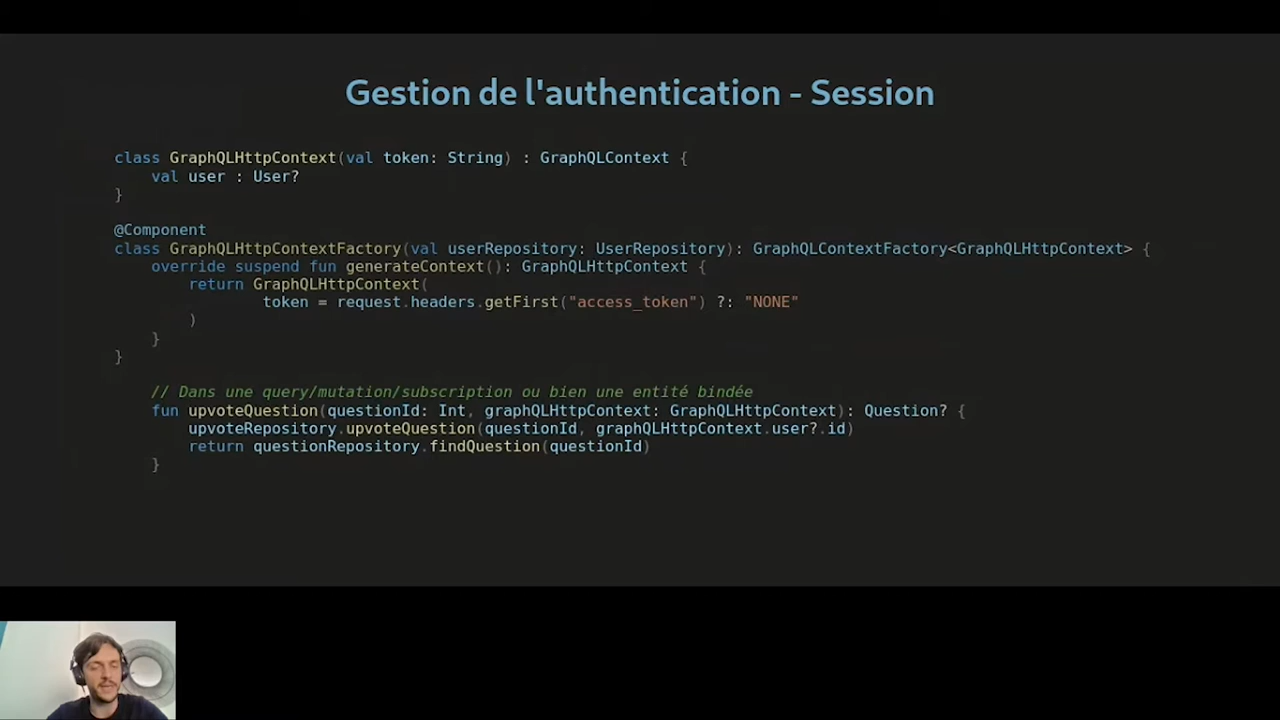 Gestion de l'authentication - Session
class GraphQLHttpContext(val token: String) : GraphQLContext {
    val user : User?
}
@Component
class GraphQLHttpContextFactory(val userRepository: UserRepository): GraphQLContextFactory<GraphQLHttpContext> {
    override suspend fun generateContext(): GraphQLHttpContext {
        return GraphQLHttpContext(
                token = request.headers.getFirst("access_token") ?: "NONE"
        )
    }
}
    // Dans une query/mutation/subscription ou bien une entité bindée
    fun upvoteQuestion(questionId: Int, graphQLHttpContext: GraphQLHttpContext): Question? {
        upvoteRepository.upvoteQuestion(questionId, graphQLHttpContext.user?.id)
        return questionRepository.findQuestion(questionId)
    }